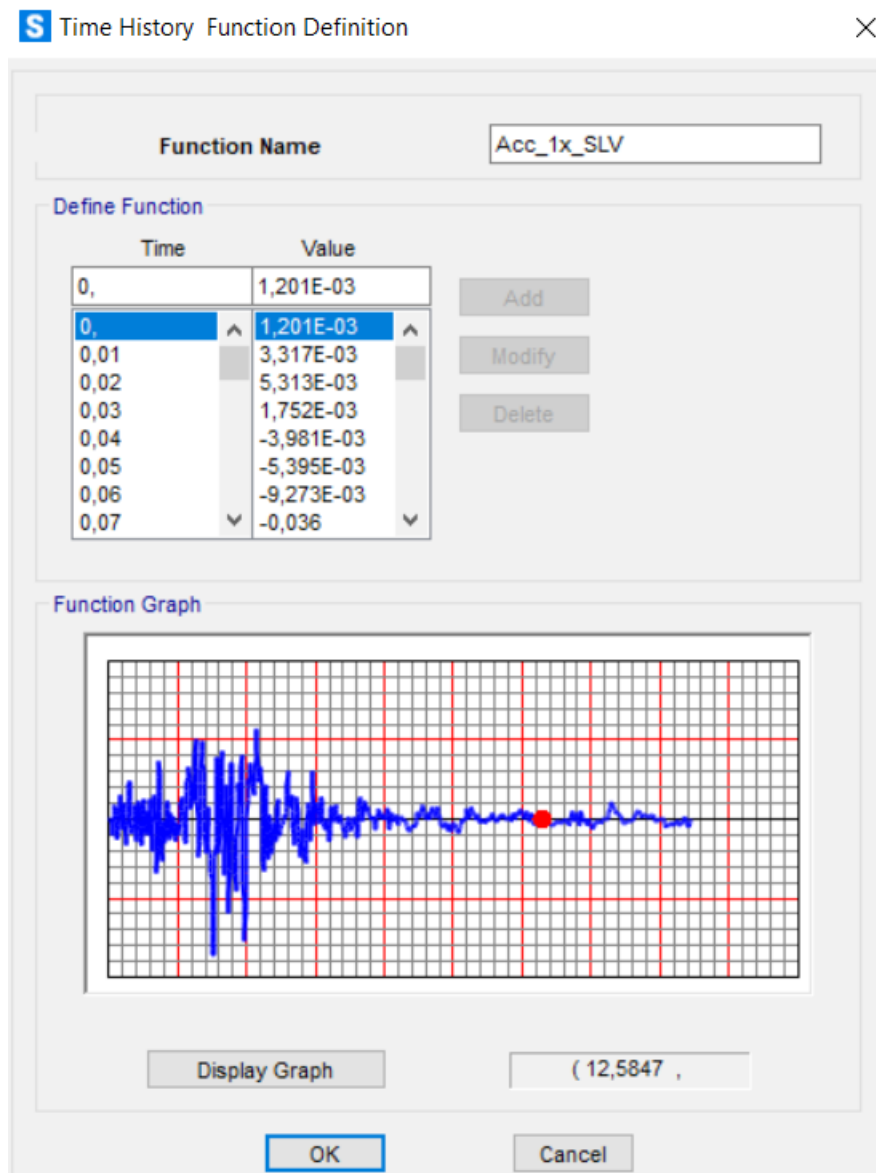 S Time History Function Definition
Function Name Acc_1x_SLV
Define Function
Time Value
0, 1,201E-03
Add
0, 1,201E-03
0,01 3,317E-03
Modify
0,02 5,313E-03
0,03 1,752E-03
Delete
0,04 -3,981E-03
0,05 -5,395E-03
0,06 -9,273E-03
0,07 -0,036
Function Graph
Display Graph ( 12,5847 ,
OK Cancel